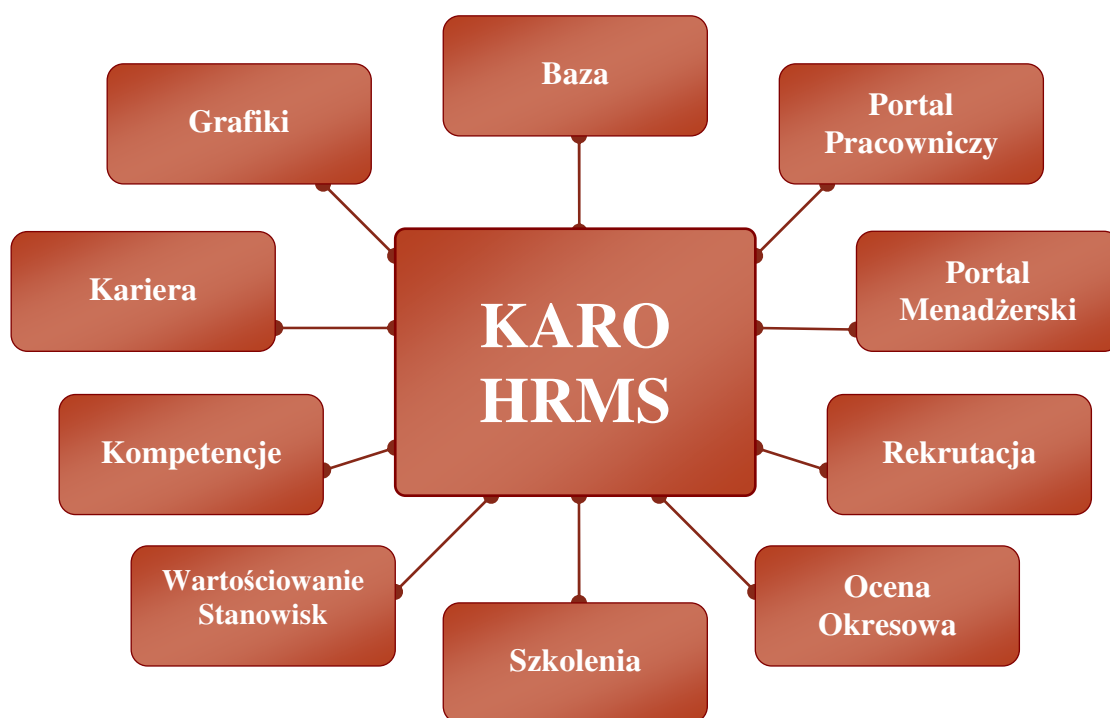 Baza
Grafiki
Portal
Pracowniczy
Kariera
Portal
Menadżerski
KARO
HRMS
Kompetencje
Rekrutacja
Wartościowanie
Stanowisk
Ocena
Okresowa
Szkolenia